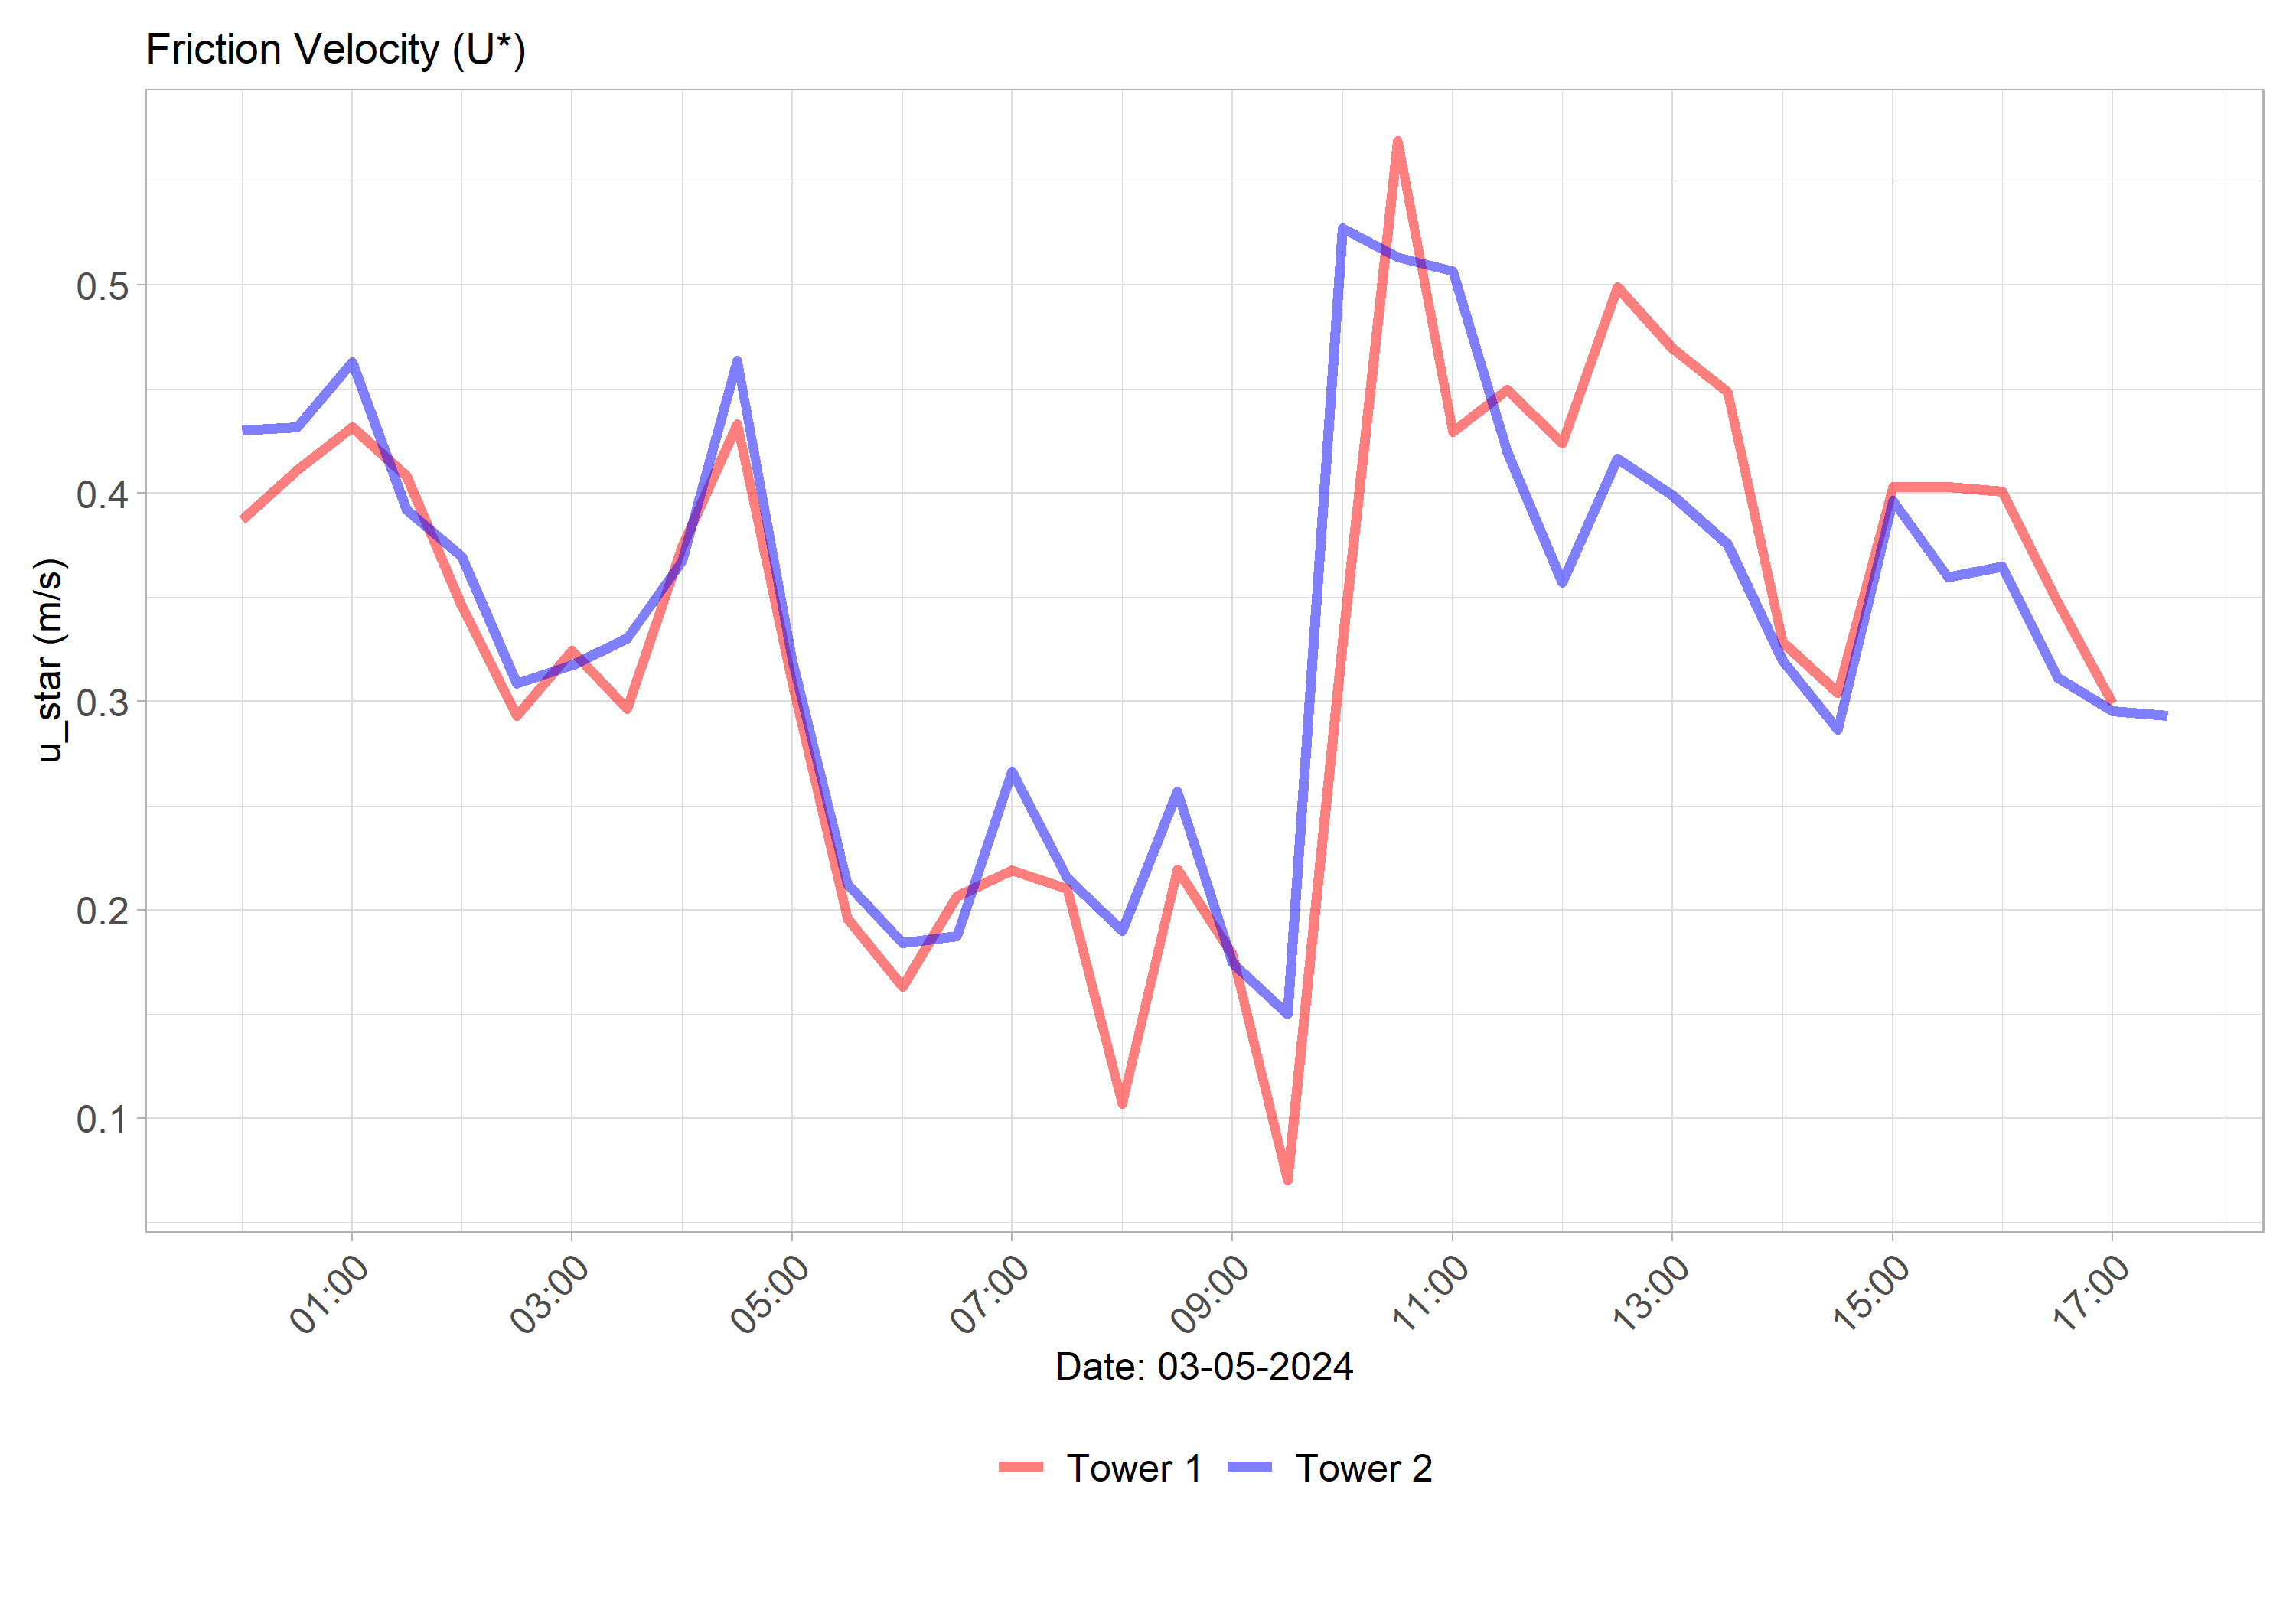 Friction Velocity (U*)
u_star (m/s)
0.5
0.4
0.3
0.2
0.1
01:00 03:00 05:00 07:00 09:00 11:00 13:00 15:00 17:00
Date: 03-05-2024
Tower 1 Tower 2